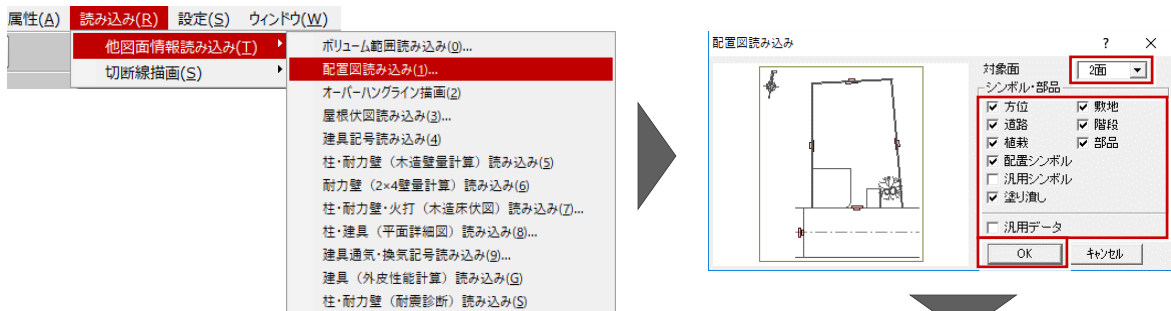 属性(A) 読み込み(R) 設定(S) ウィンドウ(W)
他図面情報読み込み(T)
切断線描画(S)
ボリューム範囲読み込み(0)...
配置図読み込み(1)...
オーバーハングライン描画(2)
屋根伏図読み込み(3)...
建具記号読み込み(4)
柱・耐力壁（木造壁量計算）読み込み(5)
耐力壁（2×4壁量計算）読み込み(6)
柱・耐力壁・火打（木造床伏図）読み込み(7)...
柱・建具（平面詳細図）読み込み(8)...
建具通気・換気記号読み込み(9)...
建具（外皮性能計算）読み込み(G)
柱・耐力壁（耐震診断）読み込み(S)
配置図読み込み ?
対象面 2面
シンボル・部品
方位 敷地
道路 階段
植栽 部品
配置シンボル
汎用シンボル
塗り潰し
汎用データ
OK キャンセル